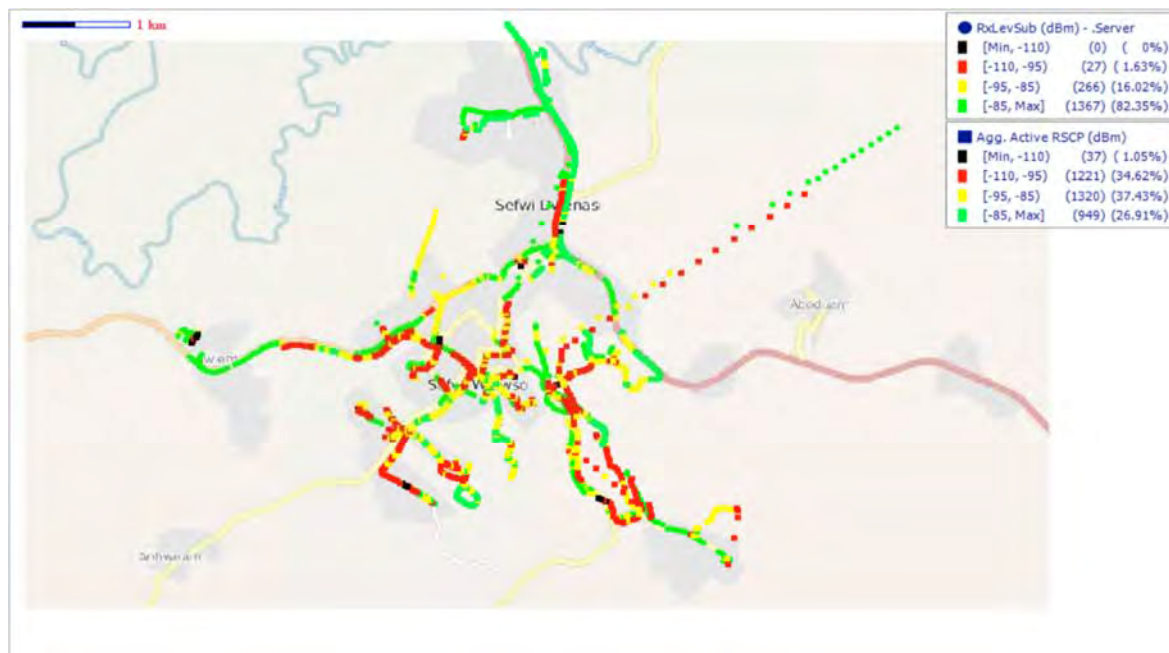 1 km
RxLevSub (dBm) - .Server
[Min, -110) (0) ( 0%)
[-110, -95) (27) ( 1.63%)
[-95, -85) (266) (16.02%)
[-85, Max] (1367) (82.35%)
Agg. Active RSCP (dBm)
[Min, -110) (37) ( 1.05%)
[-110, -95) (1221) (34.62%)
[-95, -85) (1320) (37.43%)
[-85, Max] (949) (26.91%)
Sefwi